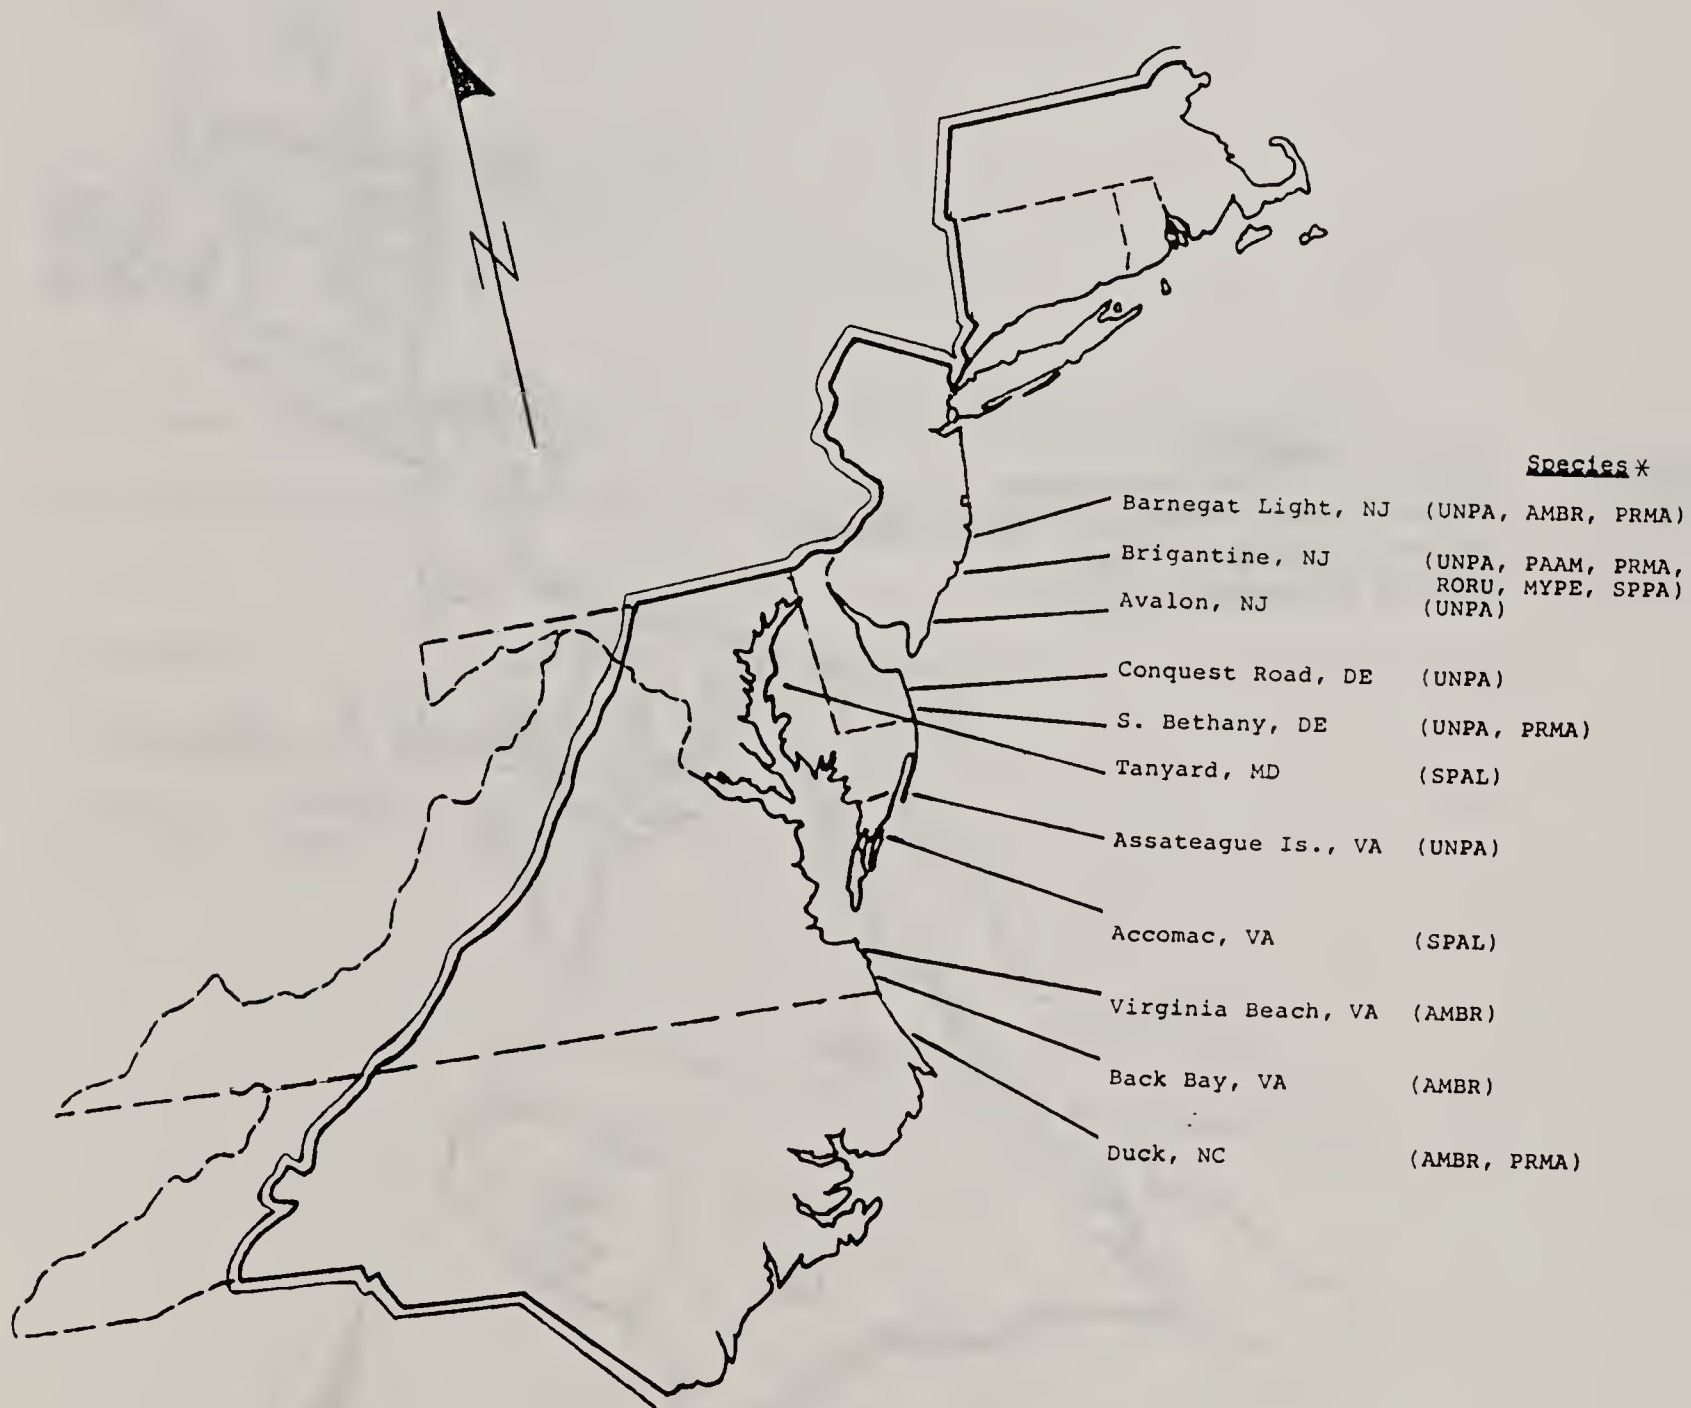 Species*
Barnegat Light, NJ (UNPA, AMBR, PRMA)
Brigantine, NJ (UNPA, PAAM, PRMA,
RORU, MYPE, SPPA)
Avalon, NJ (UNPA)
Conquest Road, DE (UNPA)
S. Bethany, DE (UNPA, PRMA)
Tanyard, MD (SPAL)
Assateague Is., VA (UNPA)
Accomac, VA (SPAL)
Virginia Beach, VA (AMBR)
Back Bay, VA (AMBR)
Duck, NC (AMBR, PRMA)
N